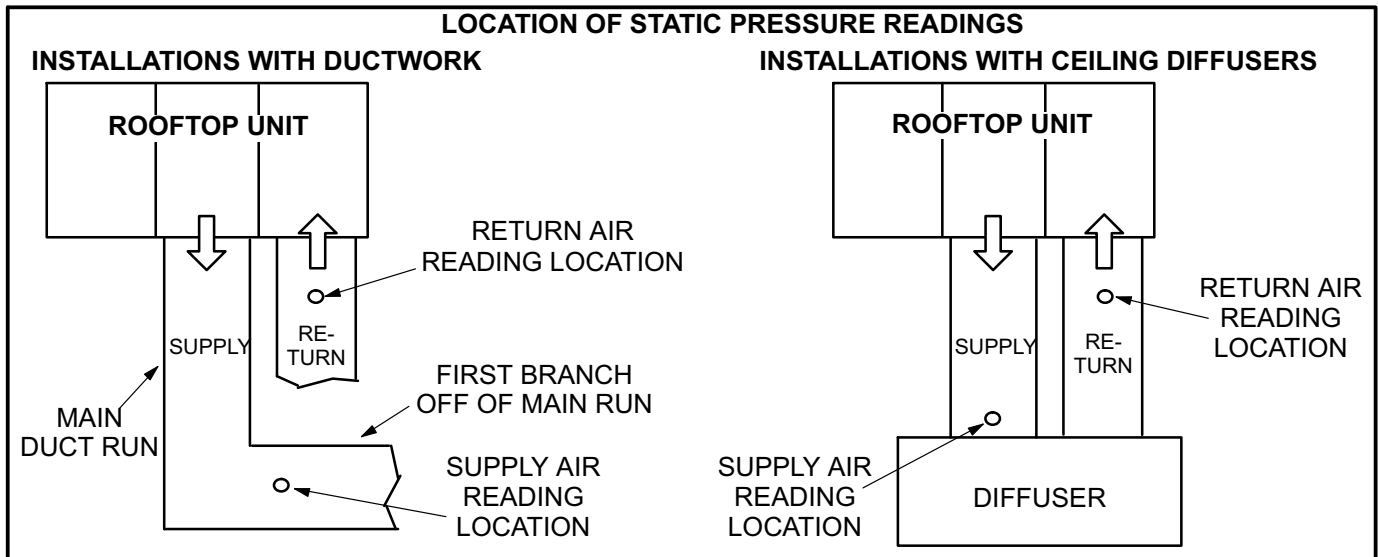 LOCATION OF STATIC PRESSURE READINGS
INSTALLATIONS WITH DUCTWORK
ROOFTOP UNIT
RETURN AIR
READING LOCATION
SUPPLY
RE-
TURN
FIRST BRANCH
OFF OF MAIN RUN
MAIN
DUCT RUN
SUPPLY AIR
READING
LOCATION
INSTALLATIONS WITH CEILING DIFFUSERS
ROOFTOP UNIT
RETURN AIR
READING
LOCATION
SUPPLY
RE-
TURN
SUPPLY AIR
READING
LOCATION
DIFFUSER